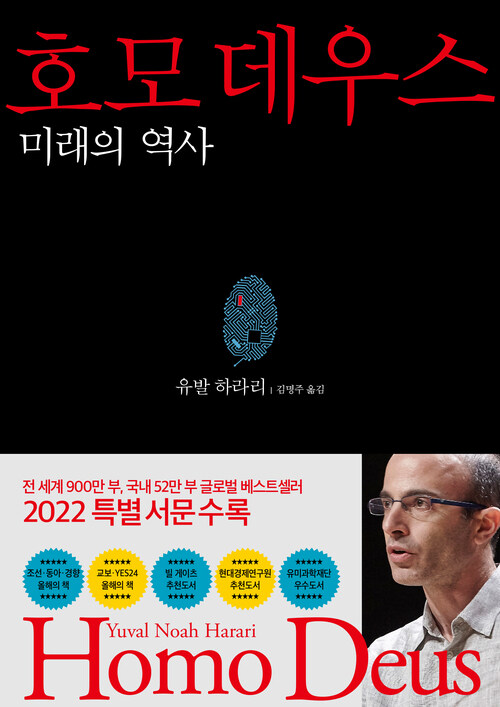 호모 데우스
미래의 역사
유발 하라리 | 김명주 옮김
전 세계 900만 부, 국내 52만 부 글로벌 베스트셀러
2022 특별 서문 수록
조선·동아·경향
올해의 책
교보·YES24
올해의 책
빌 게이츠
추천도서
현대경제연구원
추천도서
유미과학재단
우수도서
Yuval Noah Harari
Homo Deus